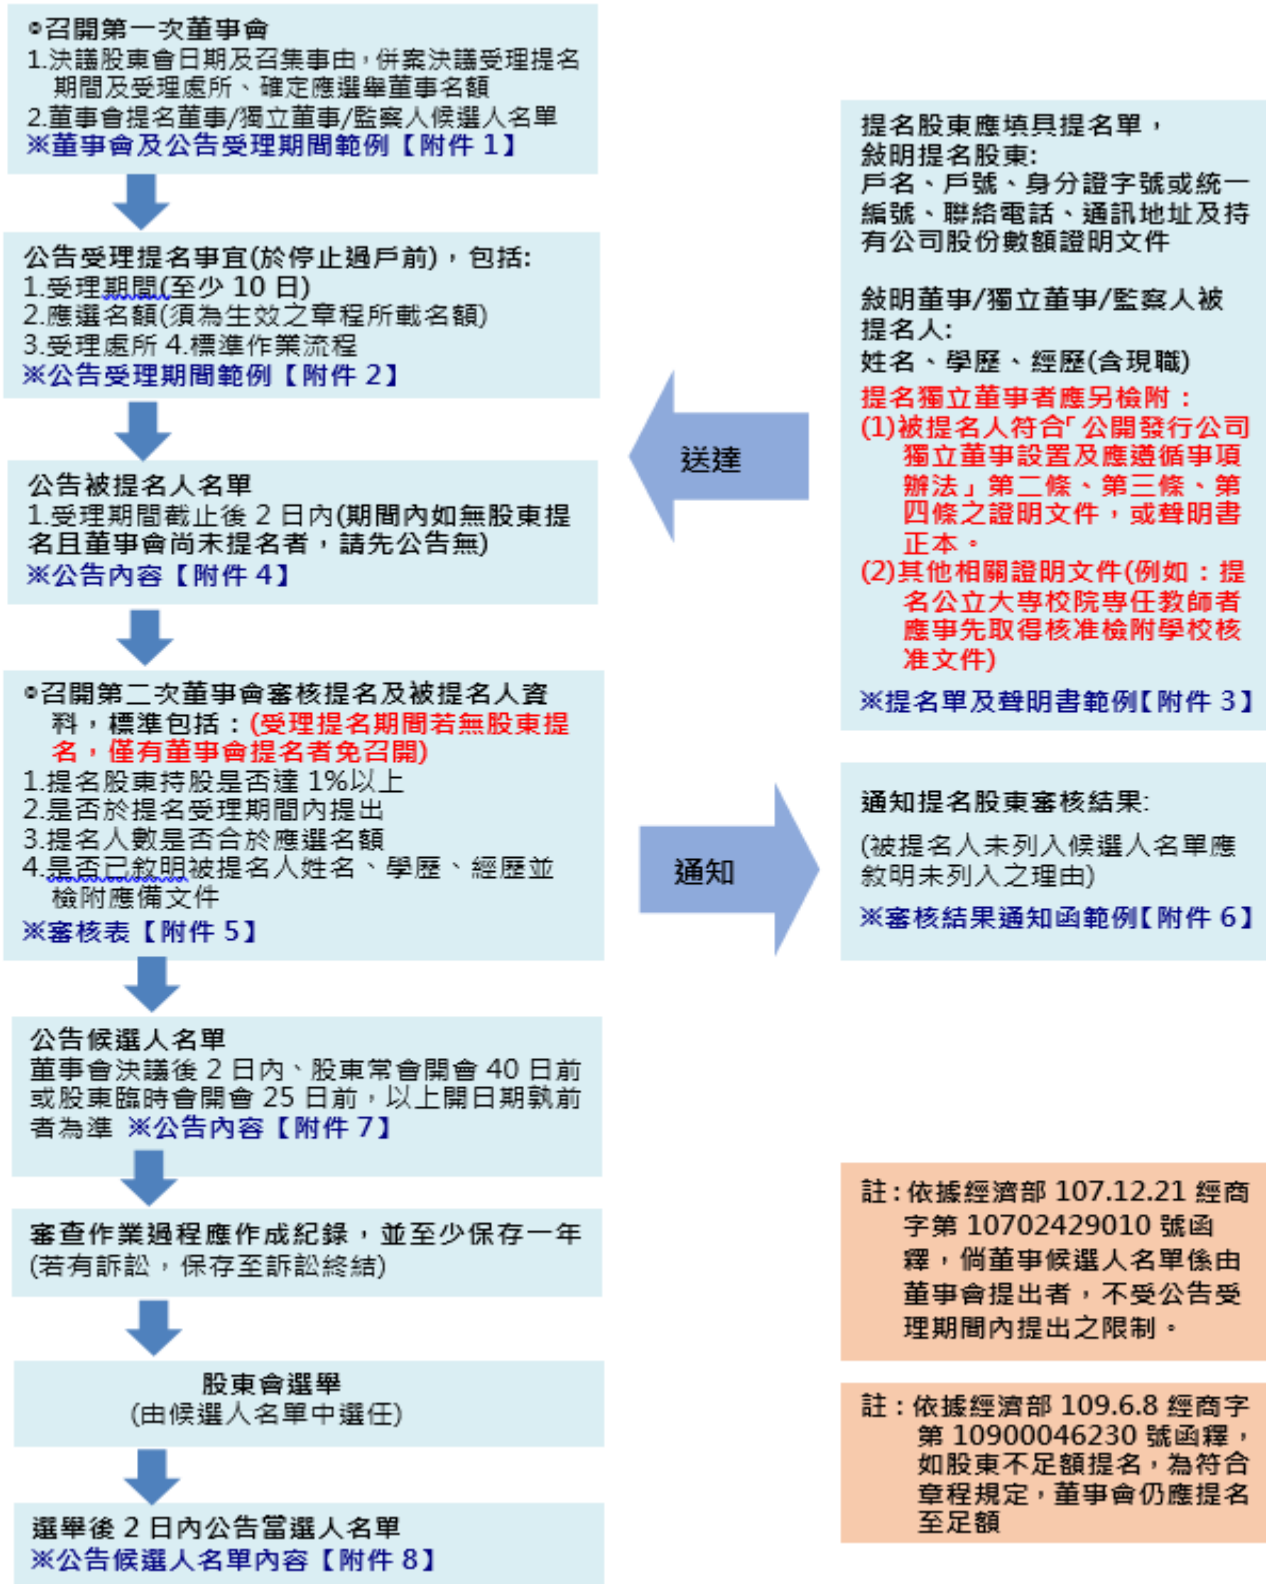 ◉召開第一次董事會
1.決議股東會日期及召集事由，併案決議受理提名
期間及受理處所、確定應選舉董事名額
2.董事會提名董事/獨立董事/監察人候選人名單
※董事會及公告受理期間範例【附件 1】
公告受理提名事宜(於停止過戶前)，包括:
1.受理期間(至少 10 日)
2.應選名額(須為生效之章程所載名額)
3.受理處所 4.標準作業流程
※公告受理期間範例【附件 2】
公告被提名人名單
1.受理期間截止後 2 日內(期間內如無股東提
名且董事會尚未提名者，請先公告無)
※公告內容【附件 4】
提名股東應填具提名單，
敍明提名股東:
戶名、戶號、身分證字號或統一
編號、聯絡電話、通訊地址及持
有公司股份數額證明文件
敍明董事/獨立董事/監察人被
提名人:
姓名、學歷、經歷(含現職)
提名獨立董事者應另檢附：
(1)被提名人符合「公開發行公司
獨立董事設置及應遵循事項
辦法」第二條、第三條、第
四條之證明文件，或聲明書
正本。
(2)其他相關證明文件(例如：提
名公立大專校院專任教師者
應事先取得核准檢附學校核
准文件)
※提名單及聲明書範例【附件 3】
送達
◉召開第二次董事會審核提名及被提名人資
料，標準包括：(受理提名期間若無股東提
名，僅有董事會提名者免召開)
1.提名股東持股是否達 1%以上
2.是否於提名受理期間內提出
3.提名人數是否合於應選名額
4.是否已敘明被提名人姓名、學歷、經歷並
檢附應備文件
※審核表【附件 5】
通知
通知提名股東審核結果:
(被提名人未列入候選人名單應
敘明未列入之理由)
※審核結果通知函範例【附件 6】
公告候選人名單
董事會決議後 2 日內、股東常會開會 40 日前
或股東臨時會開會 25 日前，以上開日期孰前
者為準 ※公告內容【附件 7】
審查作業過程應作成紀錄，並至少保存一年
(若有訴訟，保存至訴訟終結)
股東會選舉
(由候選人名單中選任)
選舉後 2 日內公告當選人名單
※公告候選人名單內容【附件 8】
註：依據經濟部 107.12.21 經商
字第 10702429010 號函
釋，倘董事候選人名單係由
董事會提出者，不受公告受
理期間內提出之限制。
註：依據經濟部 109.6.8 經商字
第 10900046230 號函釋，
如股東不足額提名，為符合
章程規定，董事會仍應提名
至足額